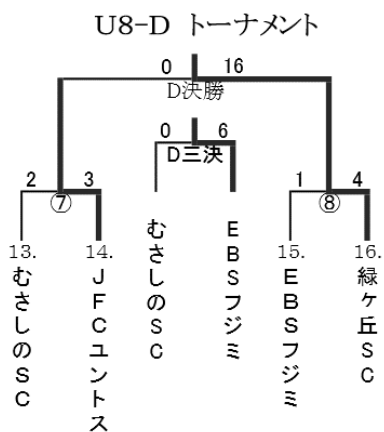 U8-D トーナメント
0 16
D決勝
0 6
D三決
2 3
1 4
⑦
⑧
13.
むさしのSC
14.
JFCユントス
むさしのSC
EBSフジミ
15.
EBSフジミ
16.
緑ヶ丘SC